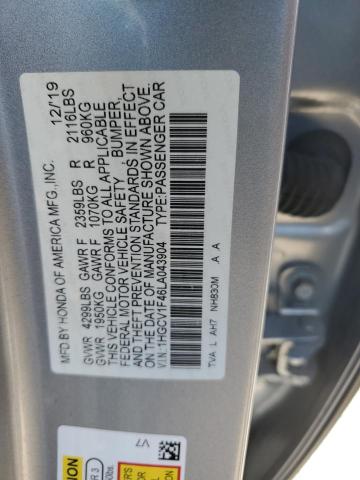 MFD.BY HONDA OF AMERICA MFG.,INC. 12/'19
GVWR 4299LBS GAWR F 2359LBS R 2116LBS
GVWR 1950KG GAWR F 1070KG R 960KG
THIS VEHICLE CONFORMS TO ALL APPLICABLE
FEDERAL MOTOR VEHICLE SAFETY, BUMPER,
AND THEFT PREVENTION STANDARDS IN EFFECT
ON THE DATE OF MANUFACTURE SHOWN ABOVE.
V.I.N: 1HGCV1F46LA043904 TYPE:PASSENGER CAR
TVA L AH7 NH830M A A
V7